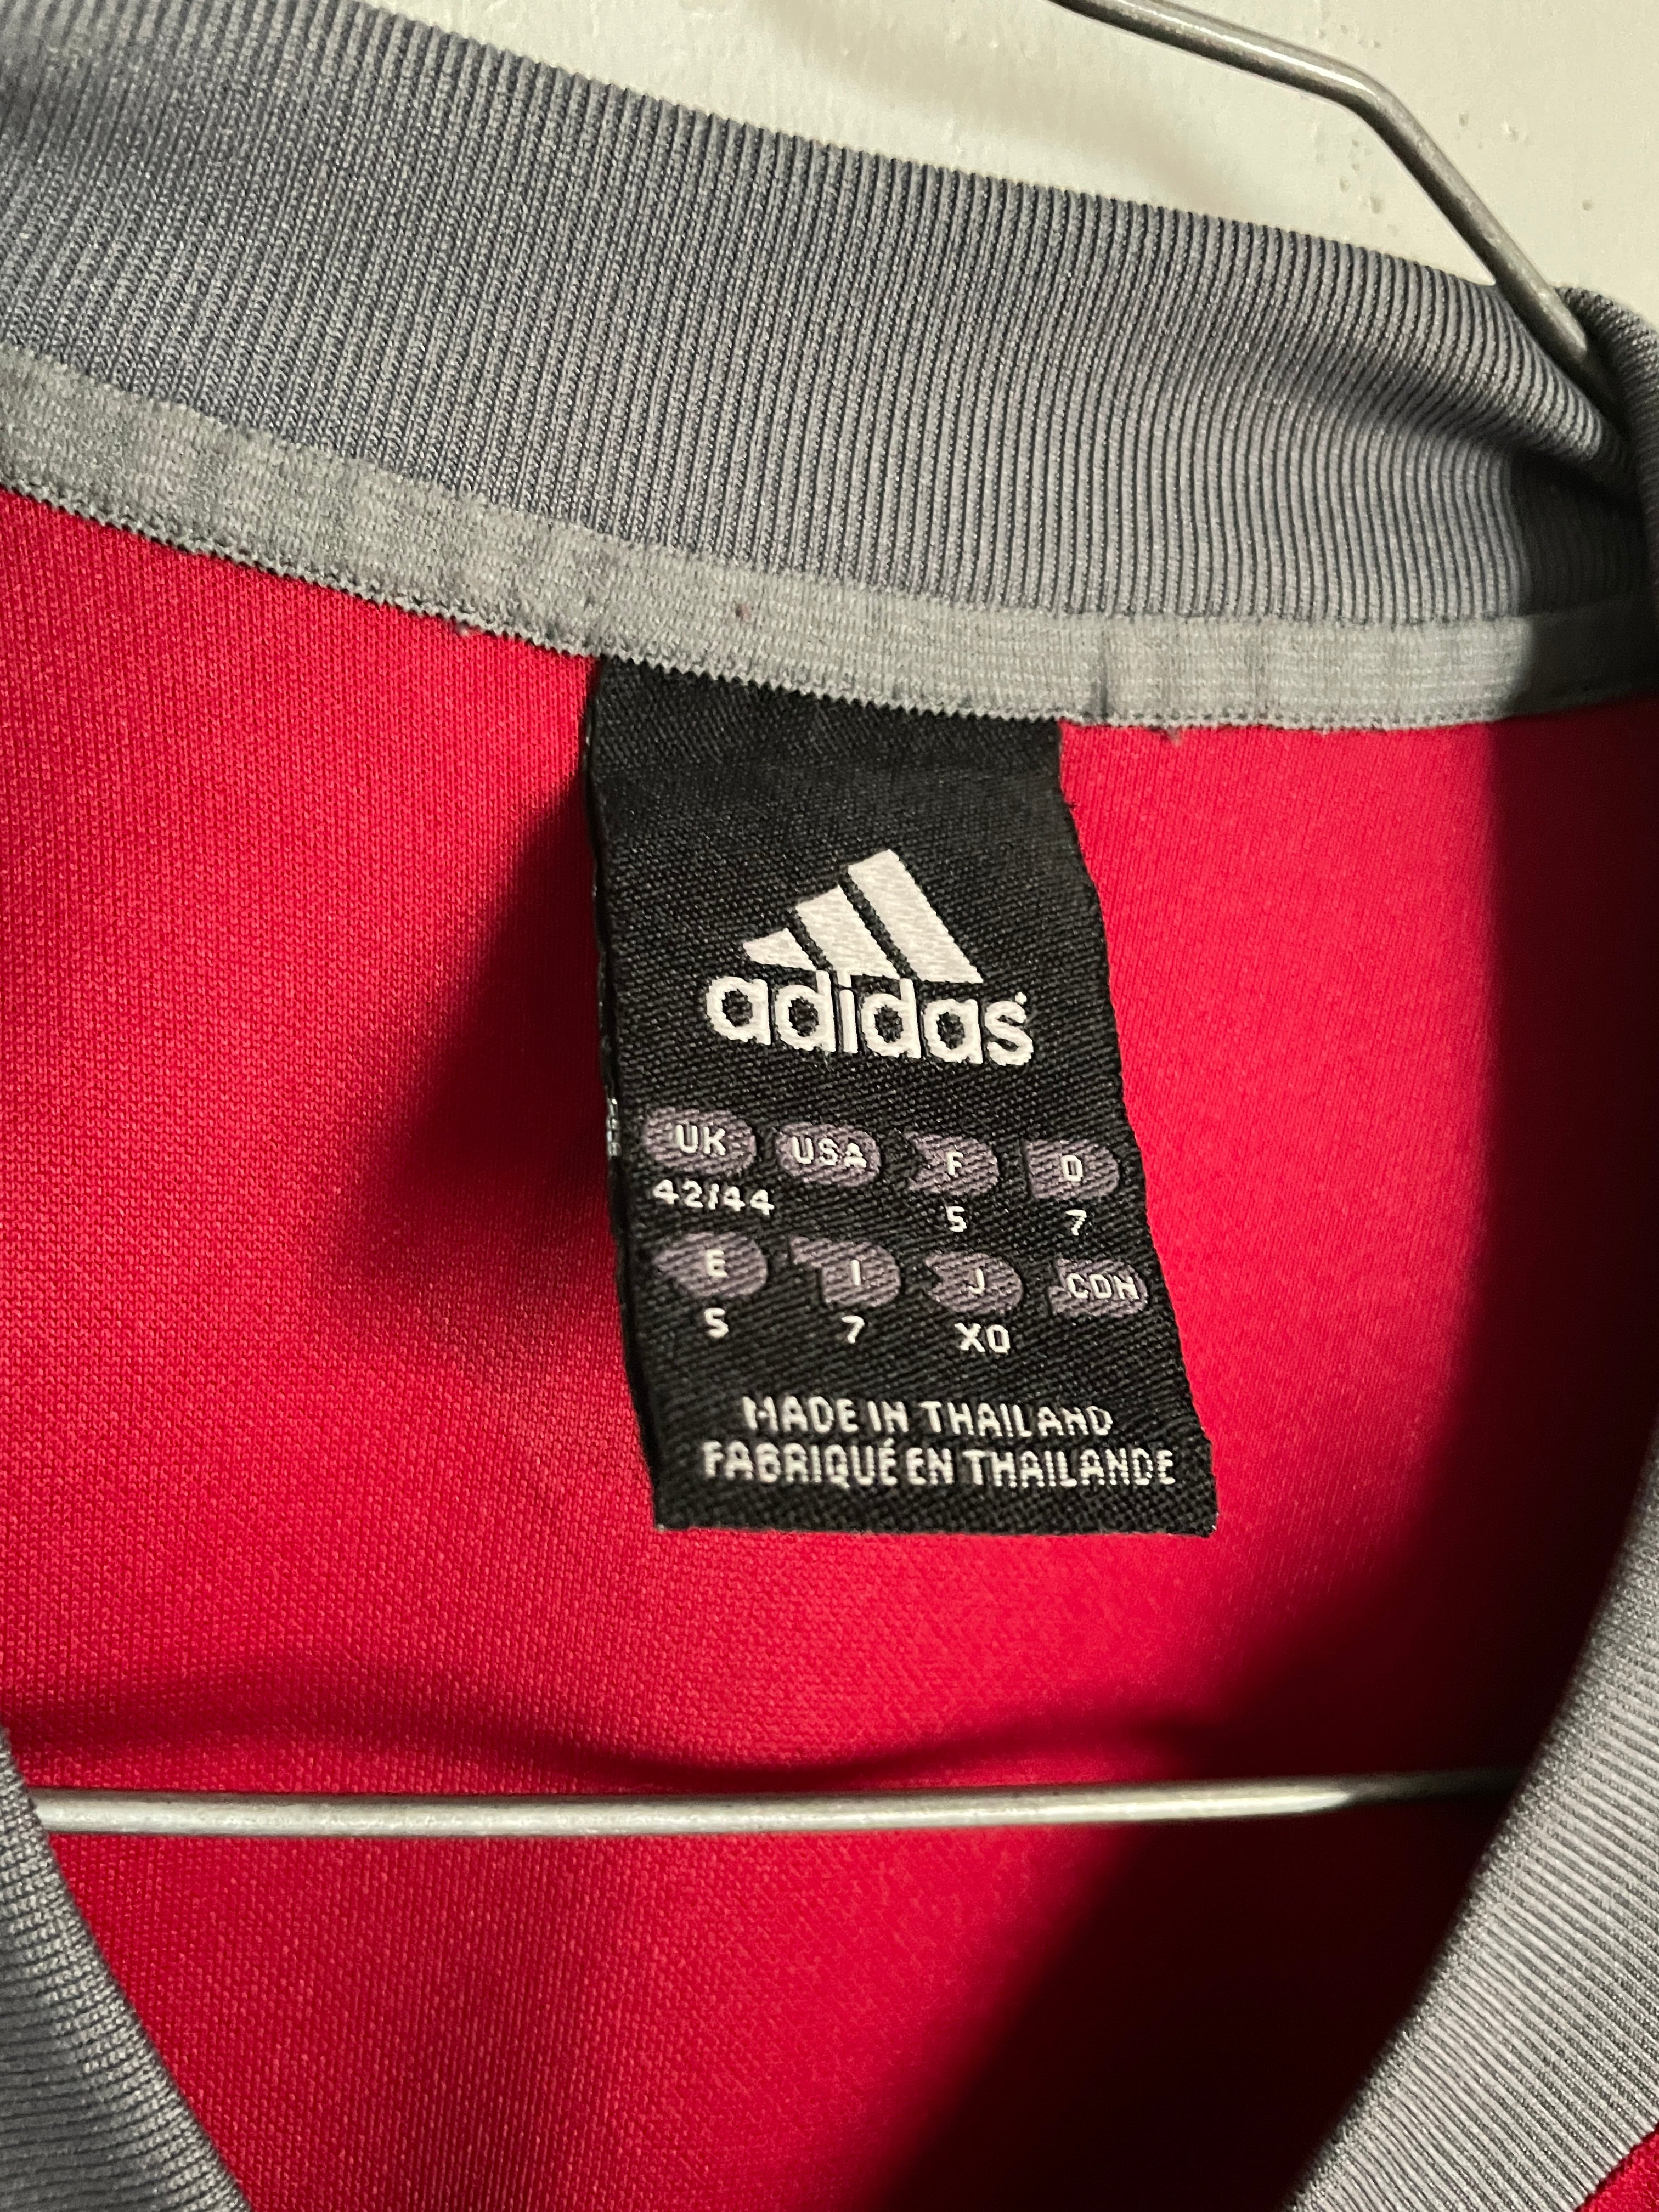 adidas
UK USA F D
42/44 5 7
E I J CDN
5 7 XO
MADE IN THAILAND
FABRIQUÉ EN THAILANDE